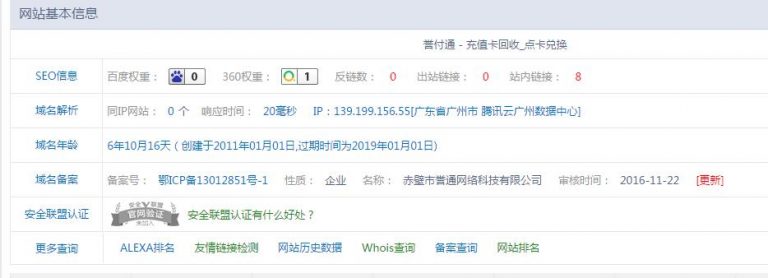 网站基本信息
誉付通 - 充值卡回收_点卡兑换
SEO信息 百度权重： 0 360权重： 1 反链数： 0 出站链接： 0 站内链接： 8
域名解析 同IP网站： 0 个 响应时间： 20毫秒 IP：139.199.156.55[广东省广州市 腾讯云广州数据中心]
域名年龄 6年10月16天（创建于2011年01月01日,过期时间为2019年01月01日)
域名备案 备案号： 鄂ICP备13012851号-1 性质： 企业 名称： 赤壁市誉通网络科技有限公司 审核时间： 2016-11-22 [更新]
安全联盟认证 安全联盟 官网验证 未加入 安全联盟认证有什么好处？
更多查询 ALEXA排名 友情链接检测 网站历史数据 Whois查询 备案查询 网站排名